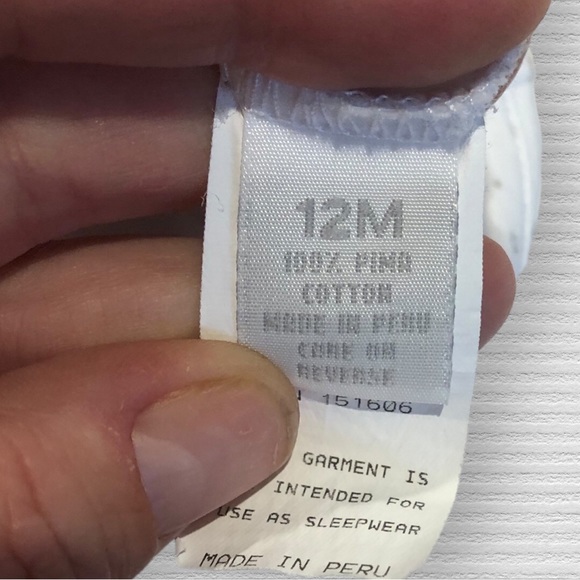 12M
100% PIMA
COTTON
MADE IN PERU
CARE ON
REVERSE
151606
GARMENT IS
INTENDED FOR
USE AS SLEEPWEAR
MADE IN PERU